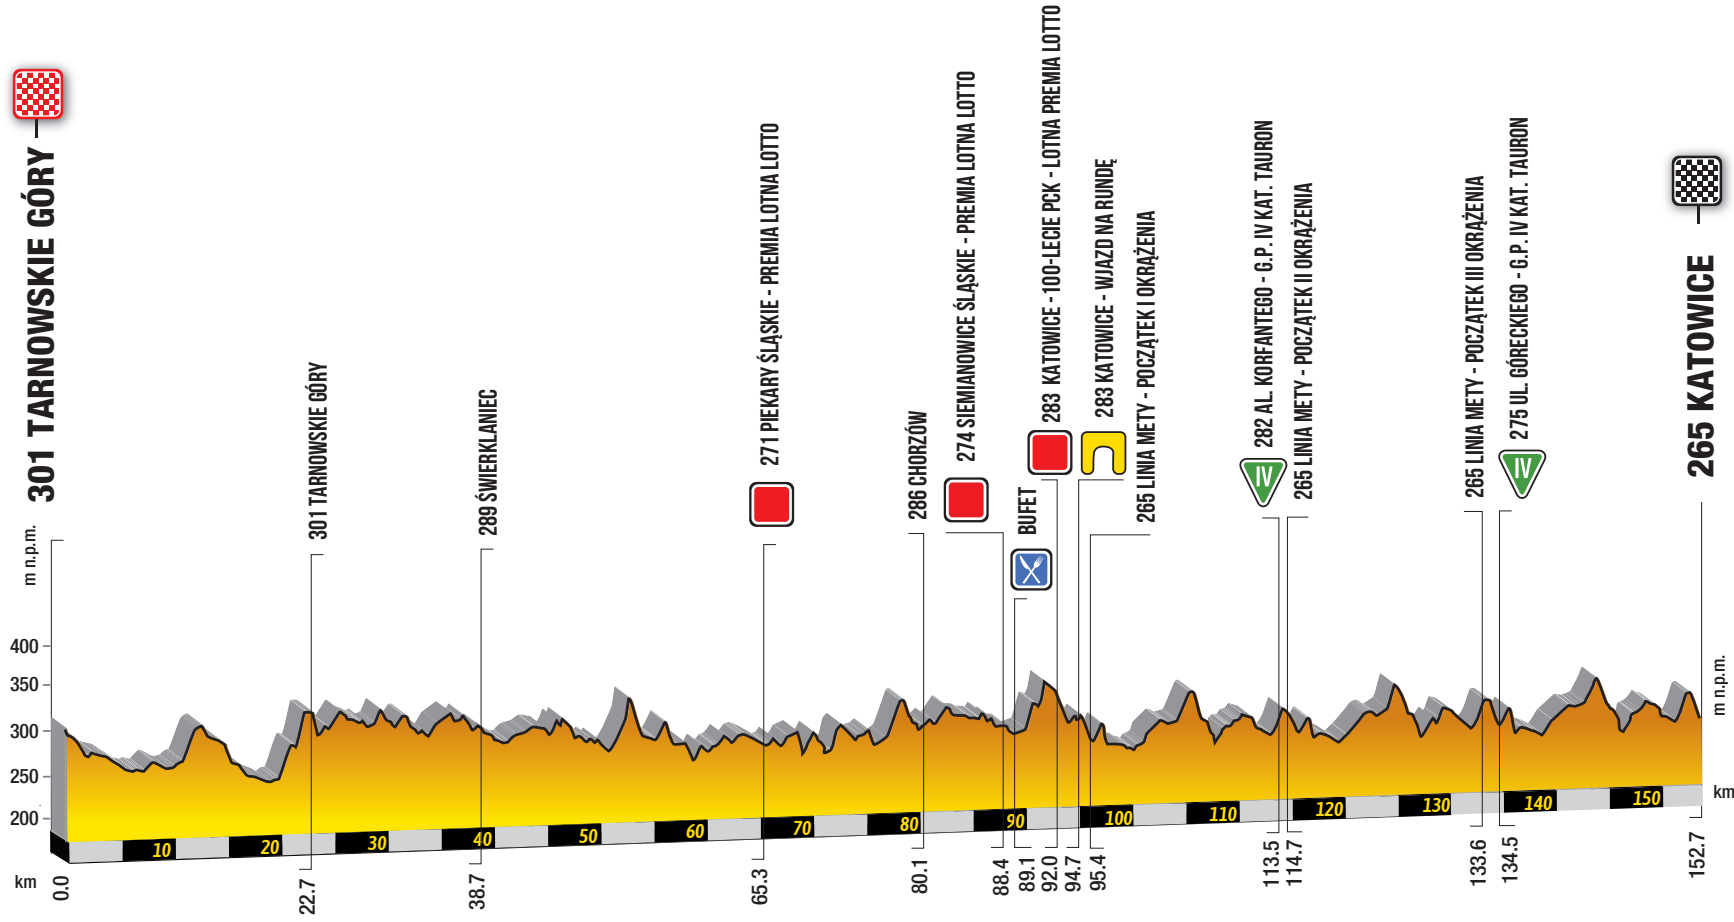 301 TARNOWSKIE GÓRY
301 TARNOWSKIE GÓRY
289 ŚWIERKLANIEC
271 PIEKARY ŚLĄSKIE - PREMIA LOTNA LOTTO
286 CHORZÓW
274 SIEMIANOWICE ŚLĄSKIE - PREMIA LOTNA LOTTO
BUFET
283 KATOWICE - 100-LECIE PCK - LOTNA PREMIA LOTTO
283 KATOWICE - WJAZD NA RUNDĘ
265 LINIA METY - POCZĄTEK I OKRĄŻENIA
282 AL. KORFANTEGO - G.P. IV KAT. TAURON
IV
265 LINIA METY - POCZĄTEK II OKRĄŻENIA
265 LINIA METY - POCZĄTEK III OKRĄŻENIA
275 UL. GÓRECKIEGO - G.P. IV KAT. TAURON
IV
265 KATOWICE
m n.p.m.
400
350
300
250
200
m n.p.m.
km
10
20
30
40
50
60
70
80
90
100
110
120
130
140
150
km
0.0
22.7
38.7
65.3
80.1
88.4
89.1
92.0
94.7
95.4
113.5
114.7
133.6
134.5
152.7